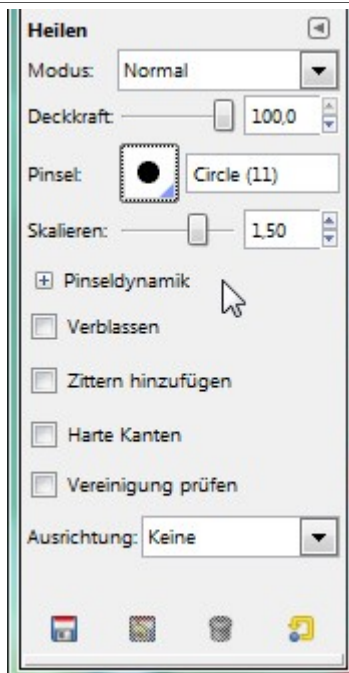 Heilen
Modus: Normal
Deckkraft: 100,0
Pinsel: Circle (11)
Skalieren: 1,50
Pinseldynamik
Verblassen
Zittern hinzufügen
Harte Kanten
Vereinigung prüfen
Ausrichtung: Keine